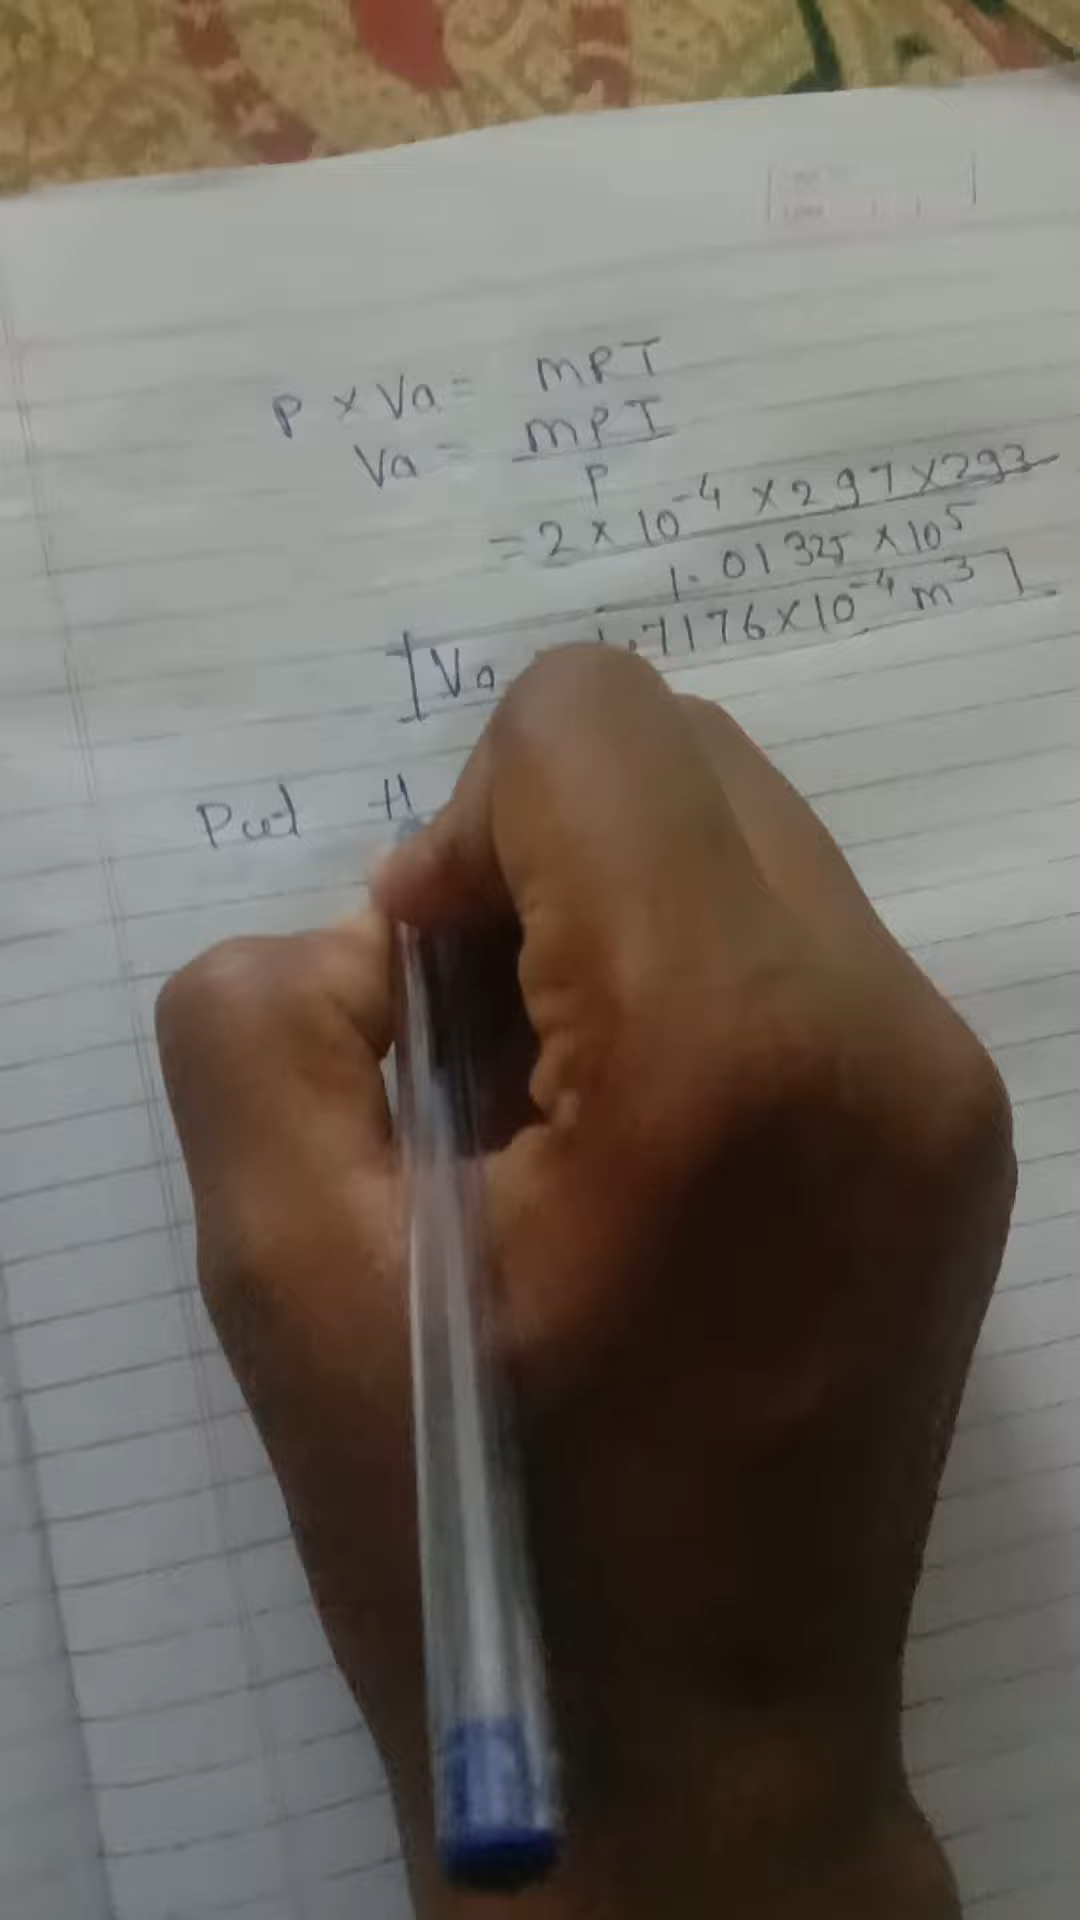 P × Va = mRT
Va = mRT
P
= 2 × 10⁻⁴ × 297 × 293
1.01325 × 10⁵
Va .7176 × 10⁻⁴ m³
Put